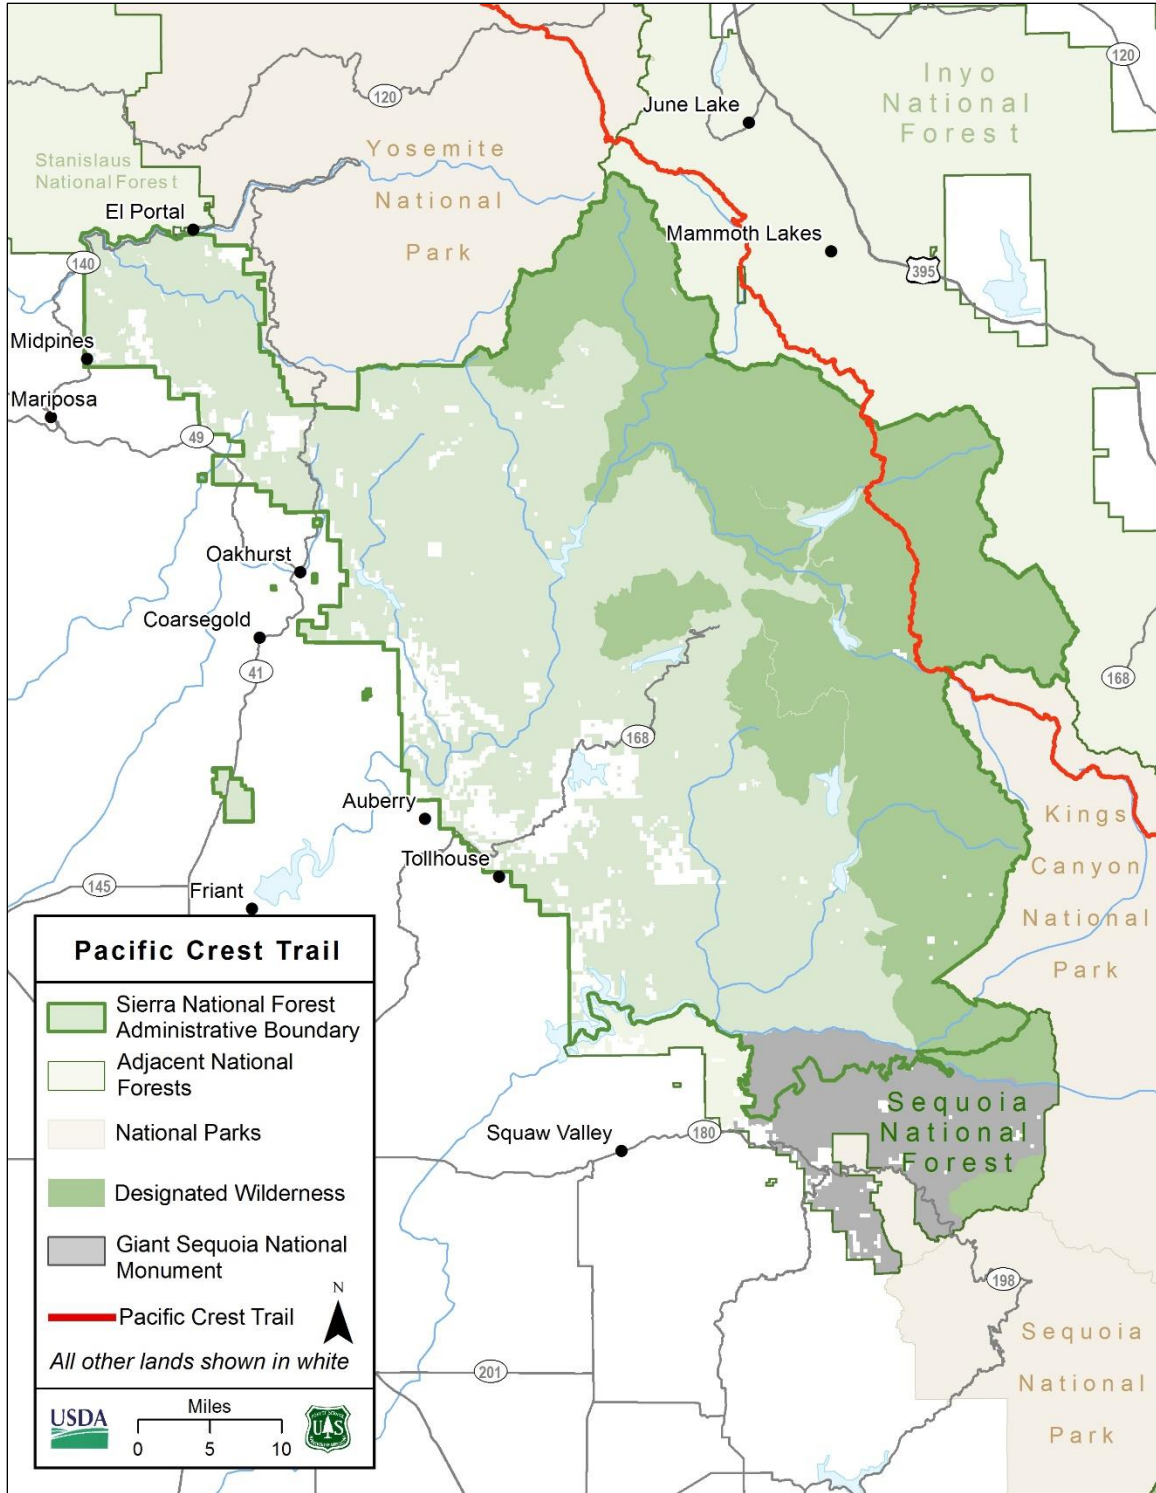 120
120
Inyo
National
Forest
June Lake
Yosemite
National
Park
Stanislaus
National Forest
El Portal
Mammoth Lakes
140
395
Midpines
Mariposa
49
Oakhurst
Coarsegold
41
168
168
Auberry
Tollhouse
Kings
Canyon
National
Park
145
Friant
Pacific Crest Trail
Sierra National Forest
Administrative Boundary
Adjacent National
Forests
National Parks
Designated Wilderness
Giant Sequoia National
Monument
Pacific Crest Trail
N
All other lands shown in white
USDA
Miles
0 5 10
U S
Sequoia
National
Forest
Squaw Valley
180
198
201
Sequoia
National
Park